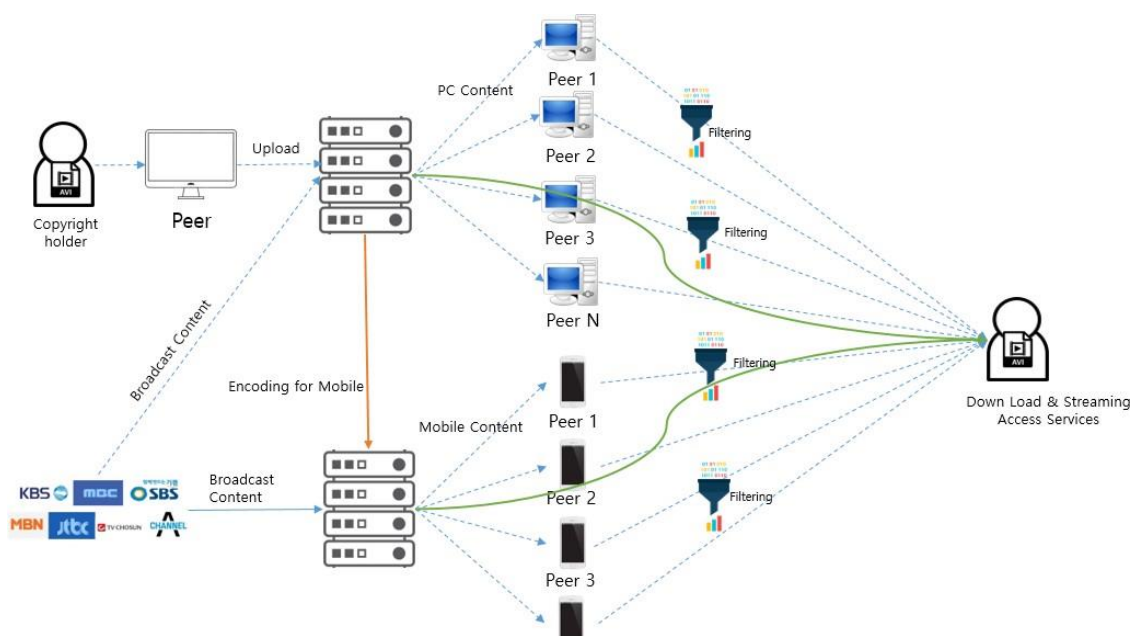 Peer 1
PC Content
Peer 2
Filtering
Upload
AVI
Copyright
holder
Peer
Peer 3
Filtering
Peer N
Broadcast Content
Encoding for Mobile
Filtering
AVI
Peer 1
Mobile Content
Down Load & Streaming
Access Services
KBS
mbc
SBS
Broadcast
Content
Peer 2
Filtering
MBN
jtbc
TV CHOSUN
CHANNEL
A
Peer 3